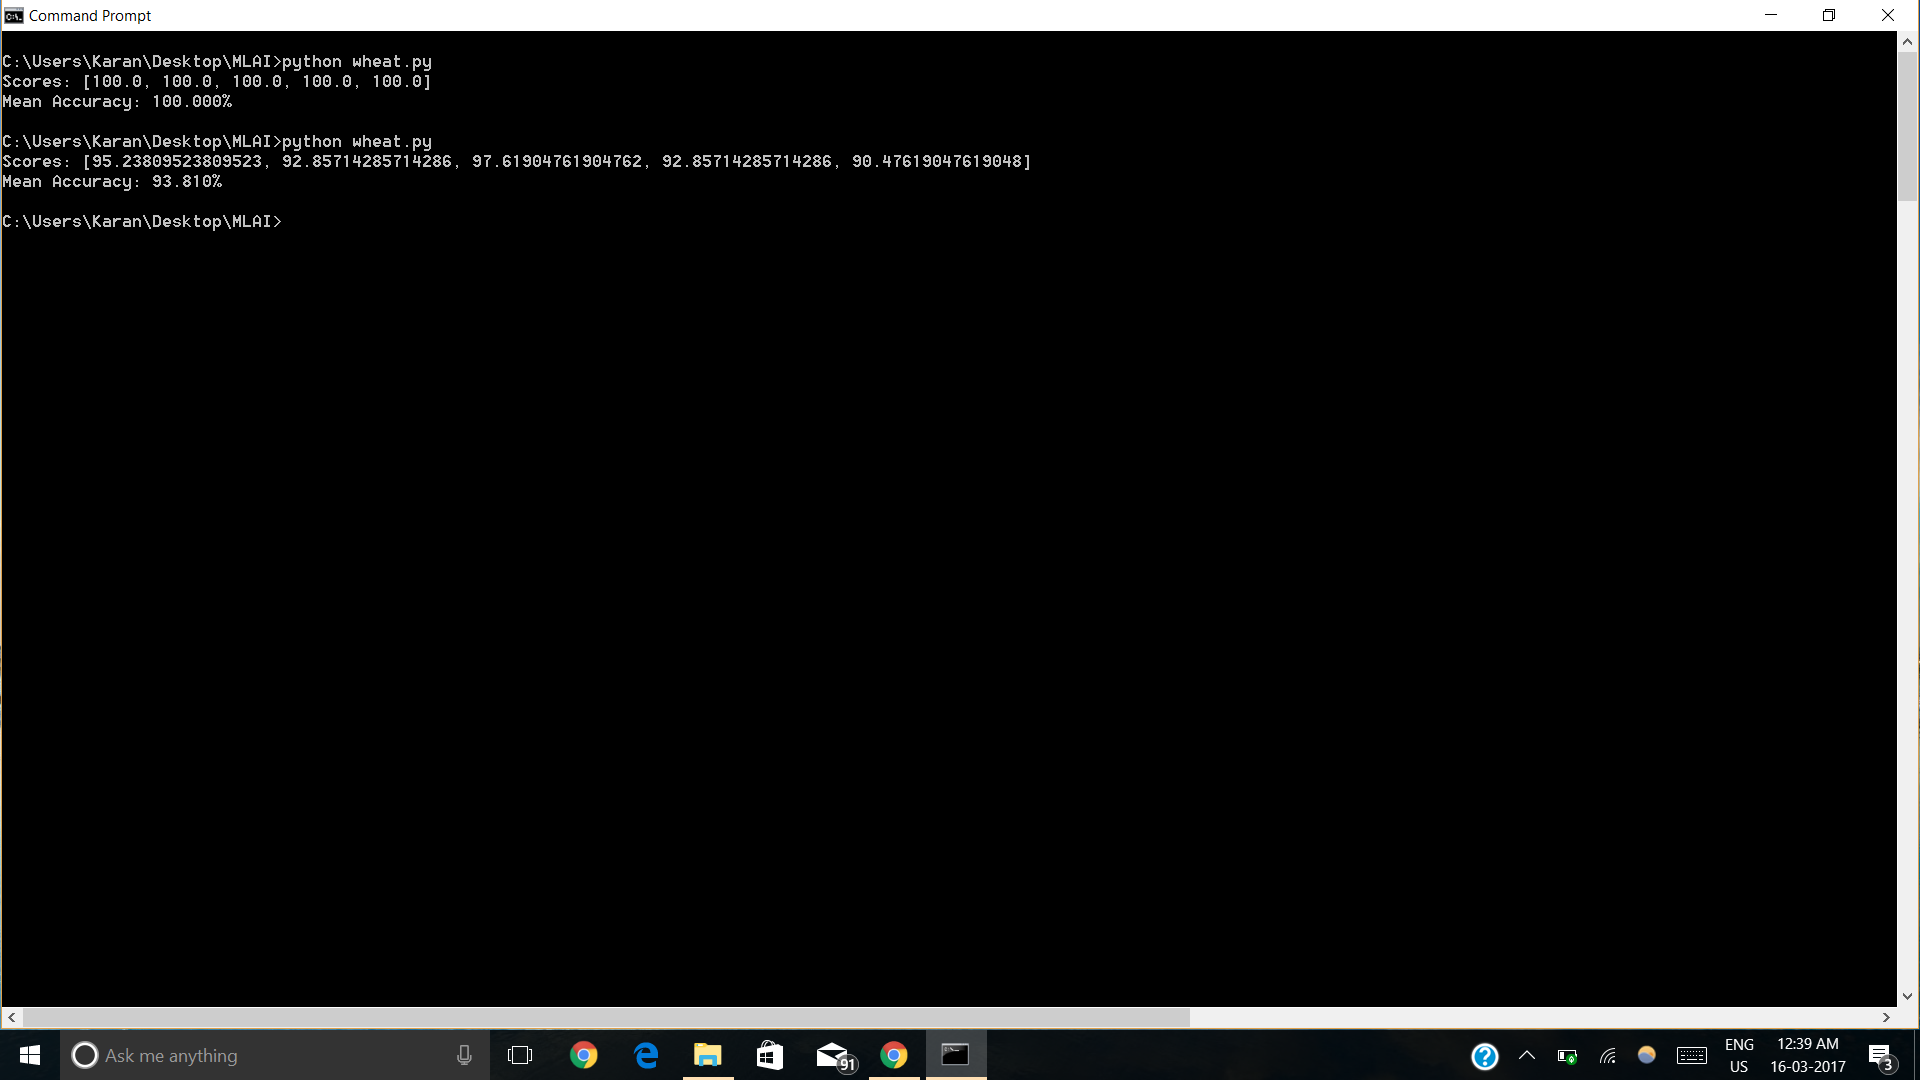 Command Prompt
C:\Users\Karan\Desktop\MLAI>python wheat.py
Scores: [100.0, 100.0, 100.0, 100.0, 100.0]
Mean Accuracy: 100.000%
C:\Users\Karan\Desktop\MLAI>python wheat.py
Scores: [95.23809523809523, 92.85714285714286, 97.61904761904762, 92.85714285714286, 90.47619047619048]
Mean Accuracy: 93.810%
C:\Users\Karan\Desktop\MLAI>
Ask me anything
91
ENG
US
12:39 AM
16-03-2017
3